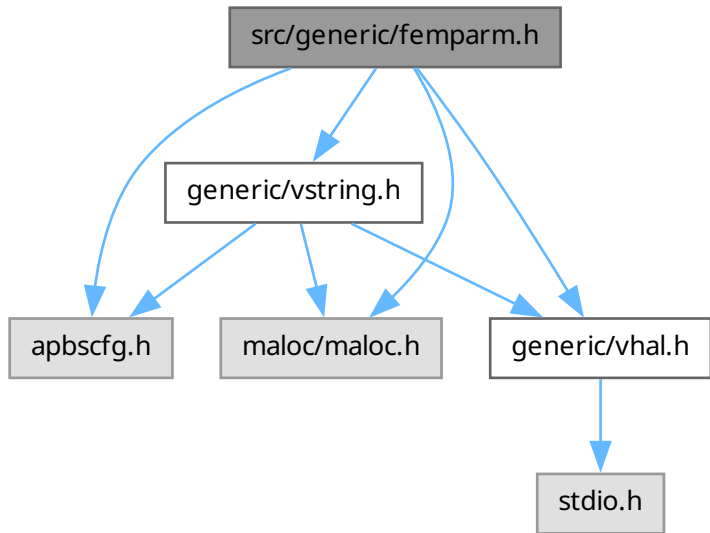 src/generic/femparm.h
generic/vstring.h
apbscfg.h
maloc/maloc.h
generic/vhal.h
stdio.h